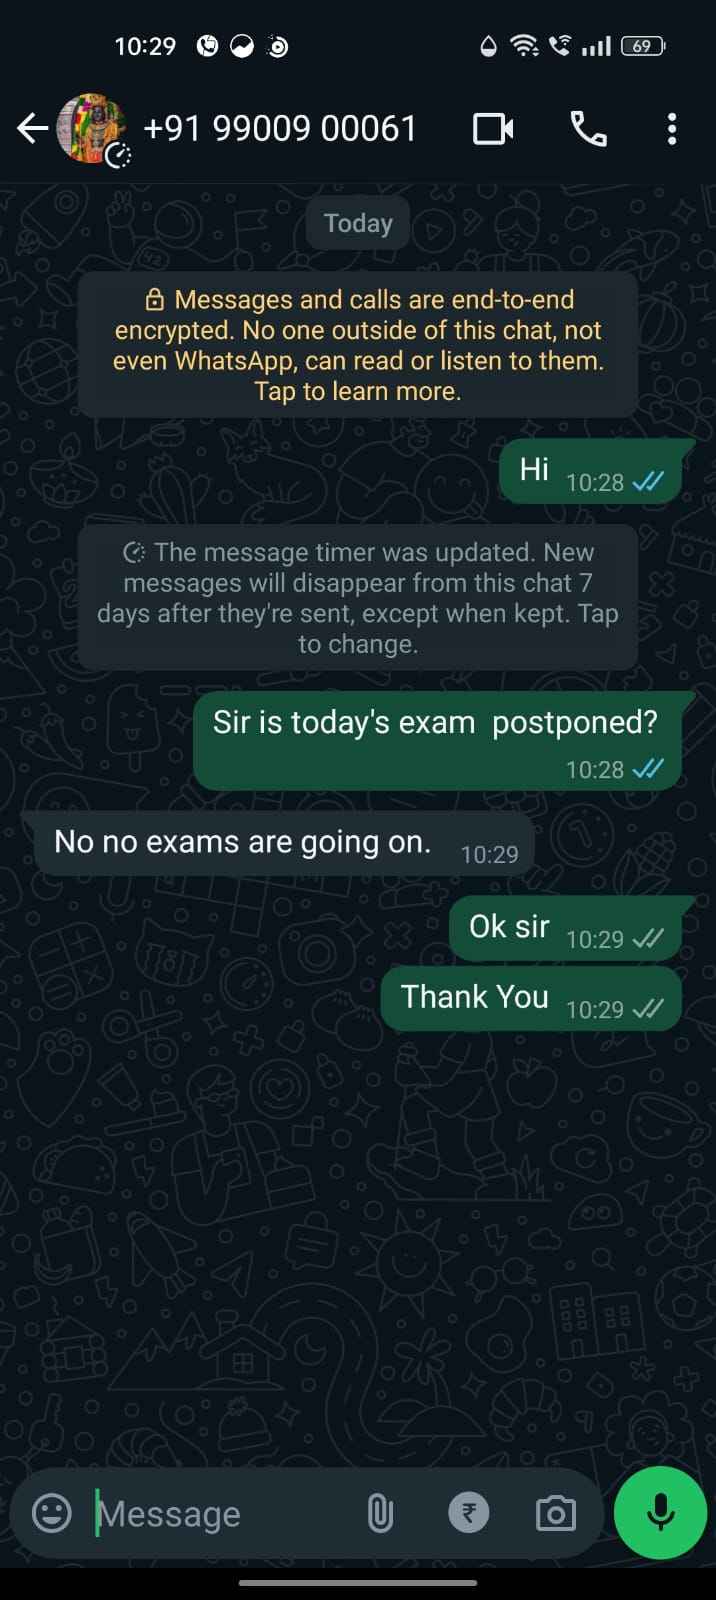 10:29
69
+91 99009 00061
Today
Messages and calls are end-to-end
encrypted. No one outside of this chat, not
even WhatsApp, can read or listen to them.
Tap to learn more.
Hi 10:28
The message timer was updated. New
messages will disappear from this chat 7
days after they're sent, except when kept. Tap
to change.
Sir is today's exam  postponed?
10:28
No no exams are going on. 10:29
Ok sir 10:29
Thank You 10:29
Message
₹